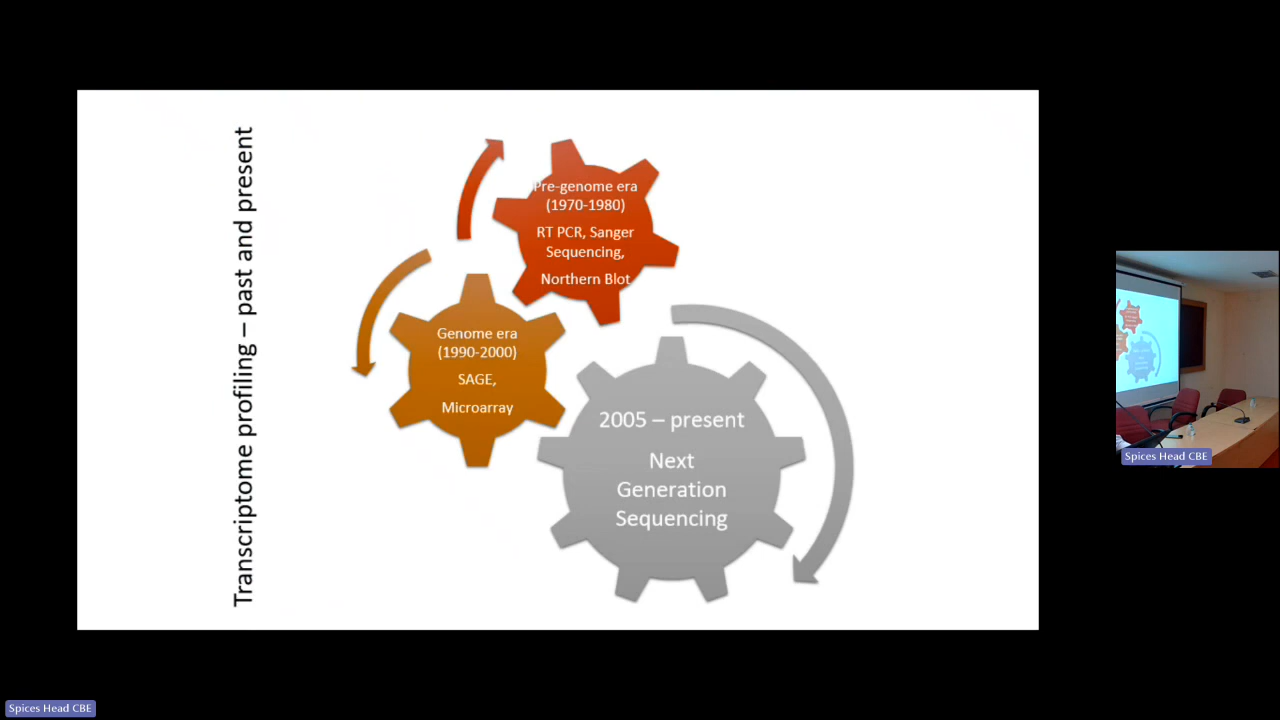 Transcriptome profiling – past and present
Pre-genome era
(1970-1980)
RT PCR, Sanger
Sequencing,
Northern Blot
Genome era
(1990-2000)
SAGE,
Microarray
2005 – present
Next
Generation
Sequencing
Spices Head CBE
Spices Head CBE